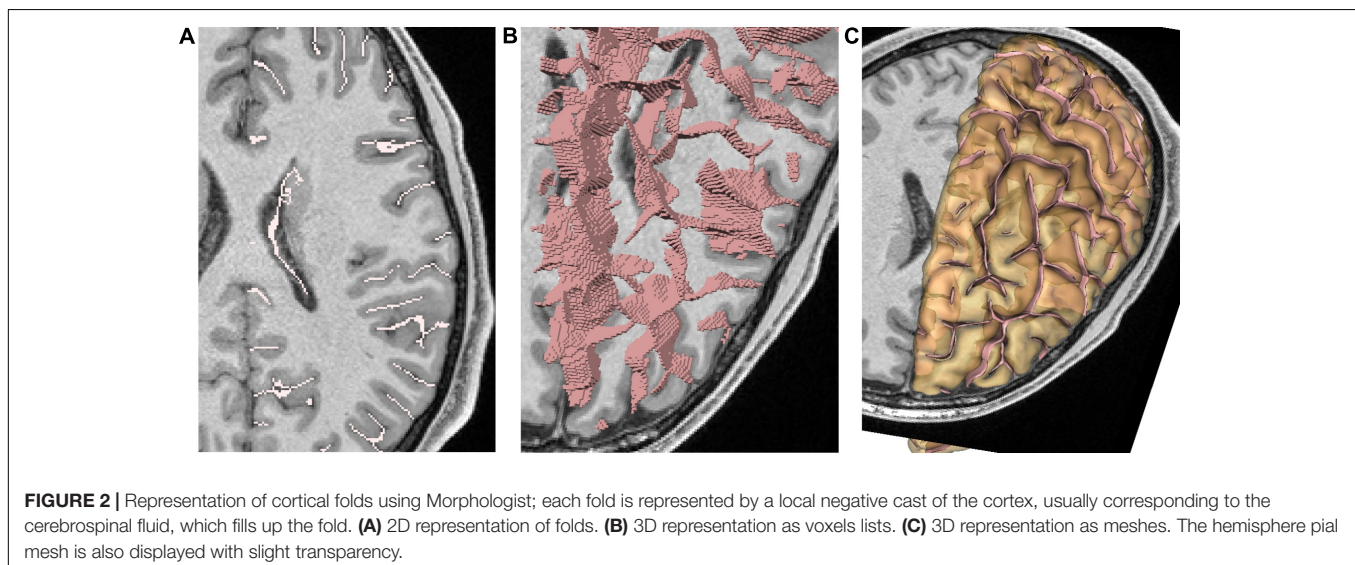 A
B
C
FIGURE 2 | Representation of cortical folds using Morphologist; each fold is represented by a local negative cast of the cortex, usually corresponding to the
cerebrospinal fluid, which fills up the fold. (A) 2D representation of folds. (B) 3D representation as voxels lists. (C) 3D representation as meshes. The hemisphere pial
mesh is also displayed with slight transparency.